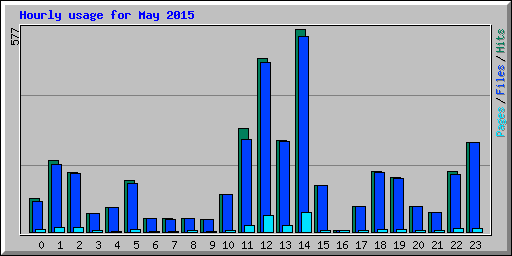 Hourly usage for May 2015
577
Pages/Files/Hits
0 1 2 3 4 5 6 7 8 9 10 11 12 13 14 15 16 17 18 19 20 21 22 23